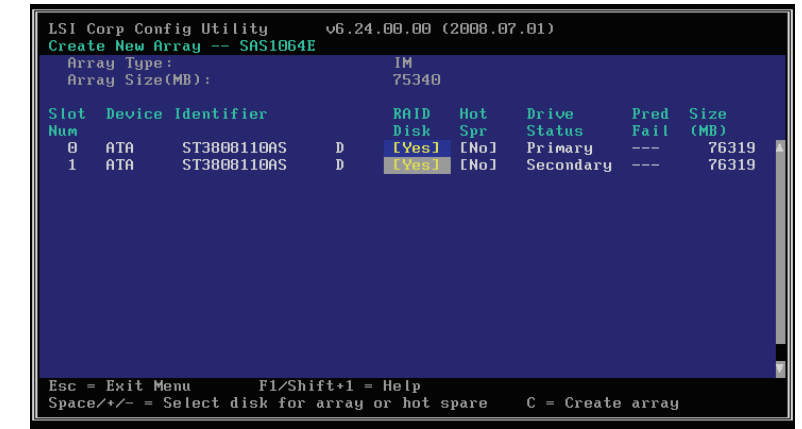 LSI Corp Config Utility v6.24.00.00 (2008.07.01)
Create New Array -- SAS1064E
Array Type: IM
Array Size(MB): 75340
Slot Device Identifier RAID Hot Drive Pred Size
Num Disk Spr Status Fail (MB)
0 ATA ST3808110AS D [Yes] [No] Primary --- 76319
1 ATA ST3808110AS D [Yes] [No] Secondary --- 76319
Esc = Exit Menu F1/Shift+1 = Help
Space/+/- = Select disk for array or hot spare C = Create array